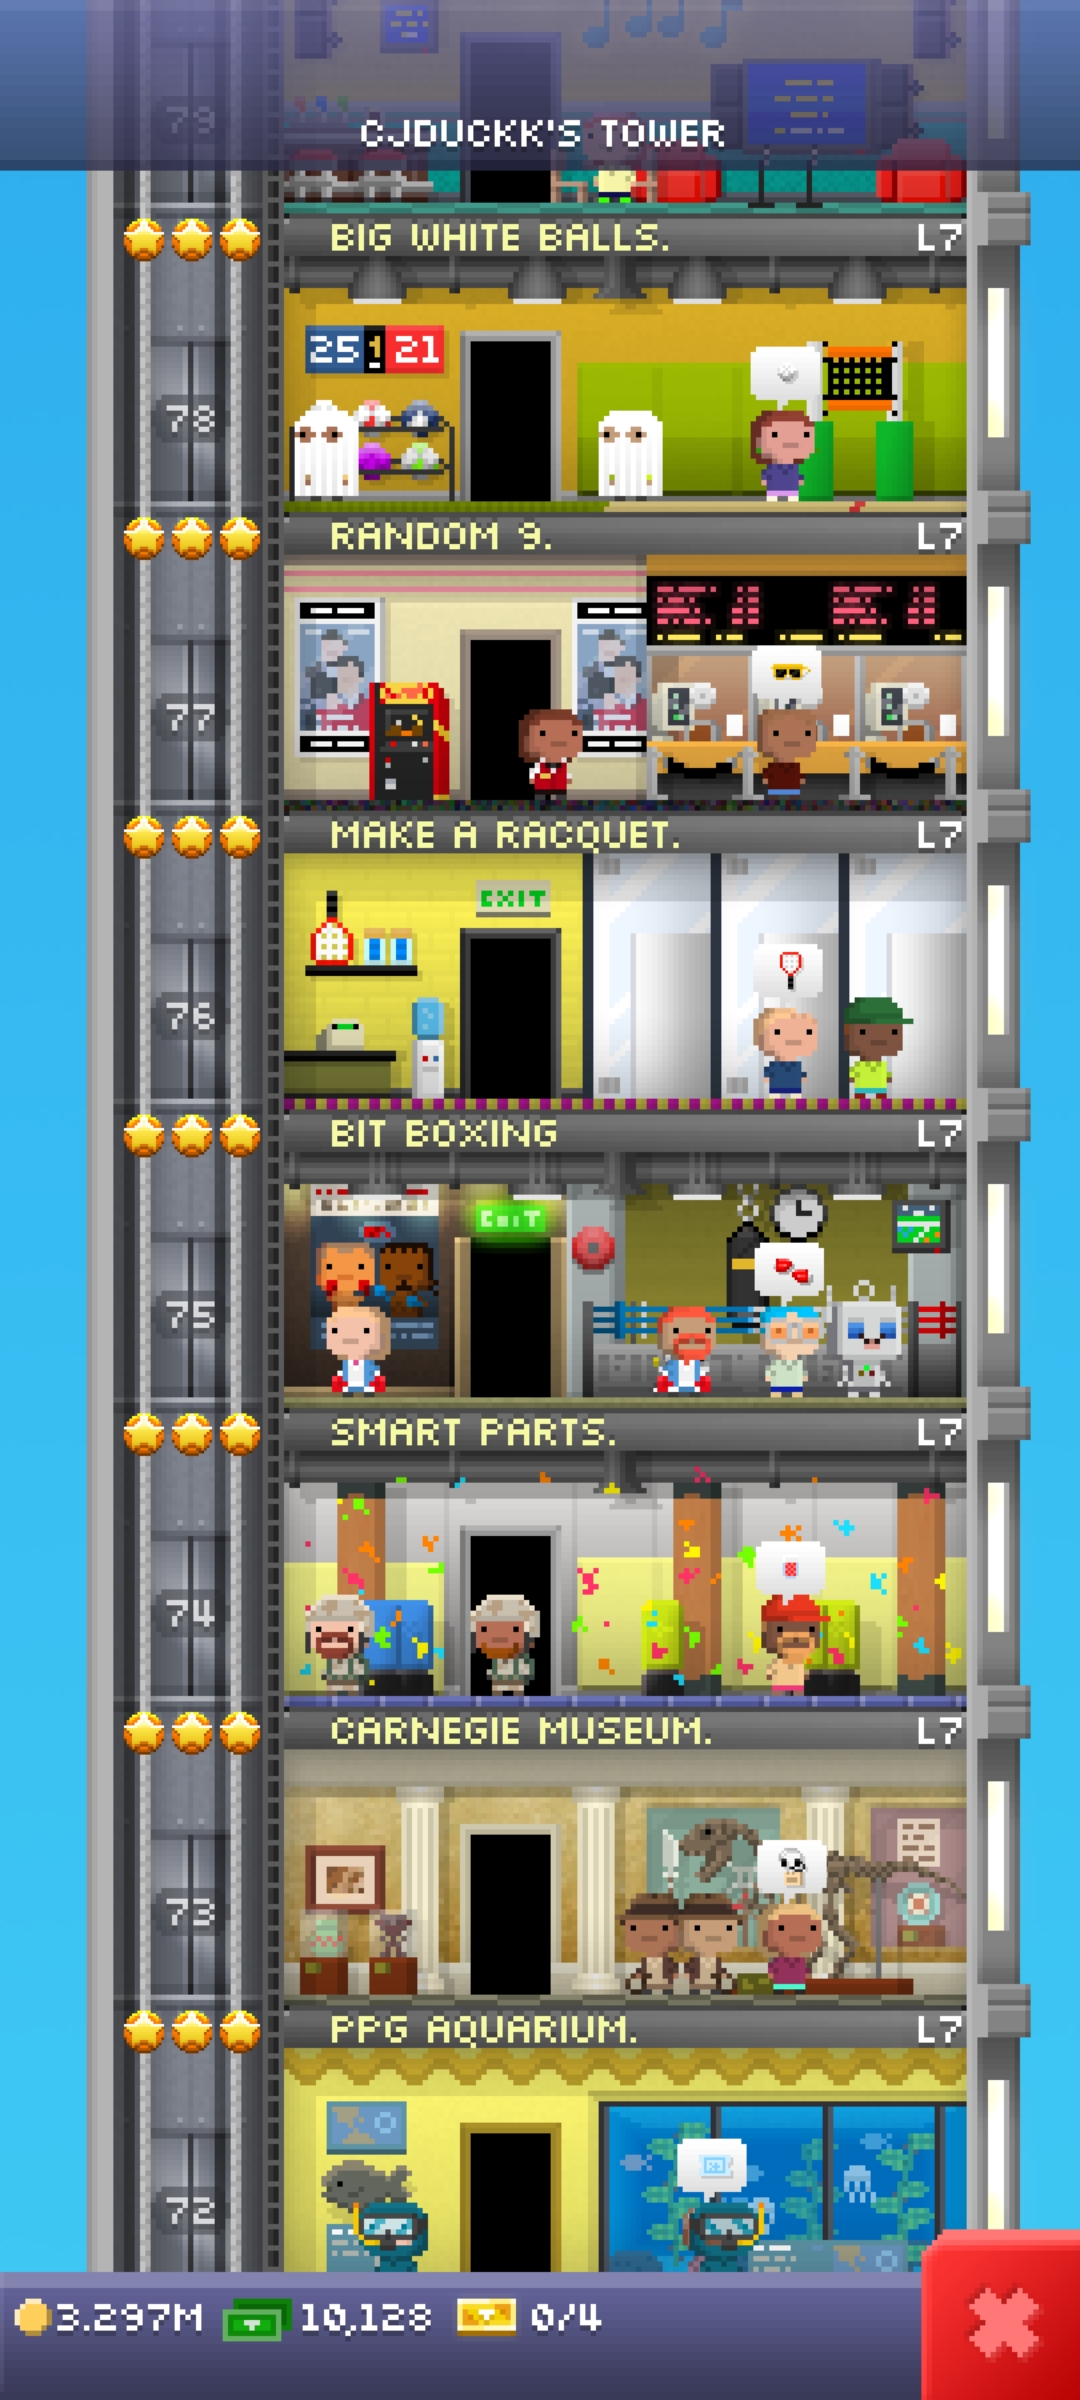 79
CJDUCKK'S TOWER
BIG WHITE BALLS. L7
25 21
78
RANDOM 9. L7
77
MAKE A RACQUET. L7
EXIT
76
BIT BOXING L7
EXIT
75
SMART PARTS. L7
74
CARNEGIE MUSEUM. L7
73
PPG AQUARIUM. L7
72
3.297M 10,128 0/4